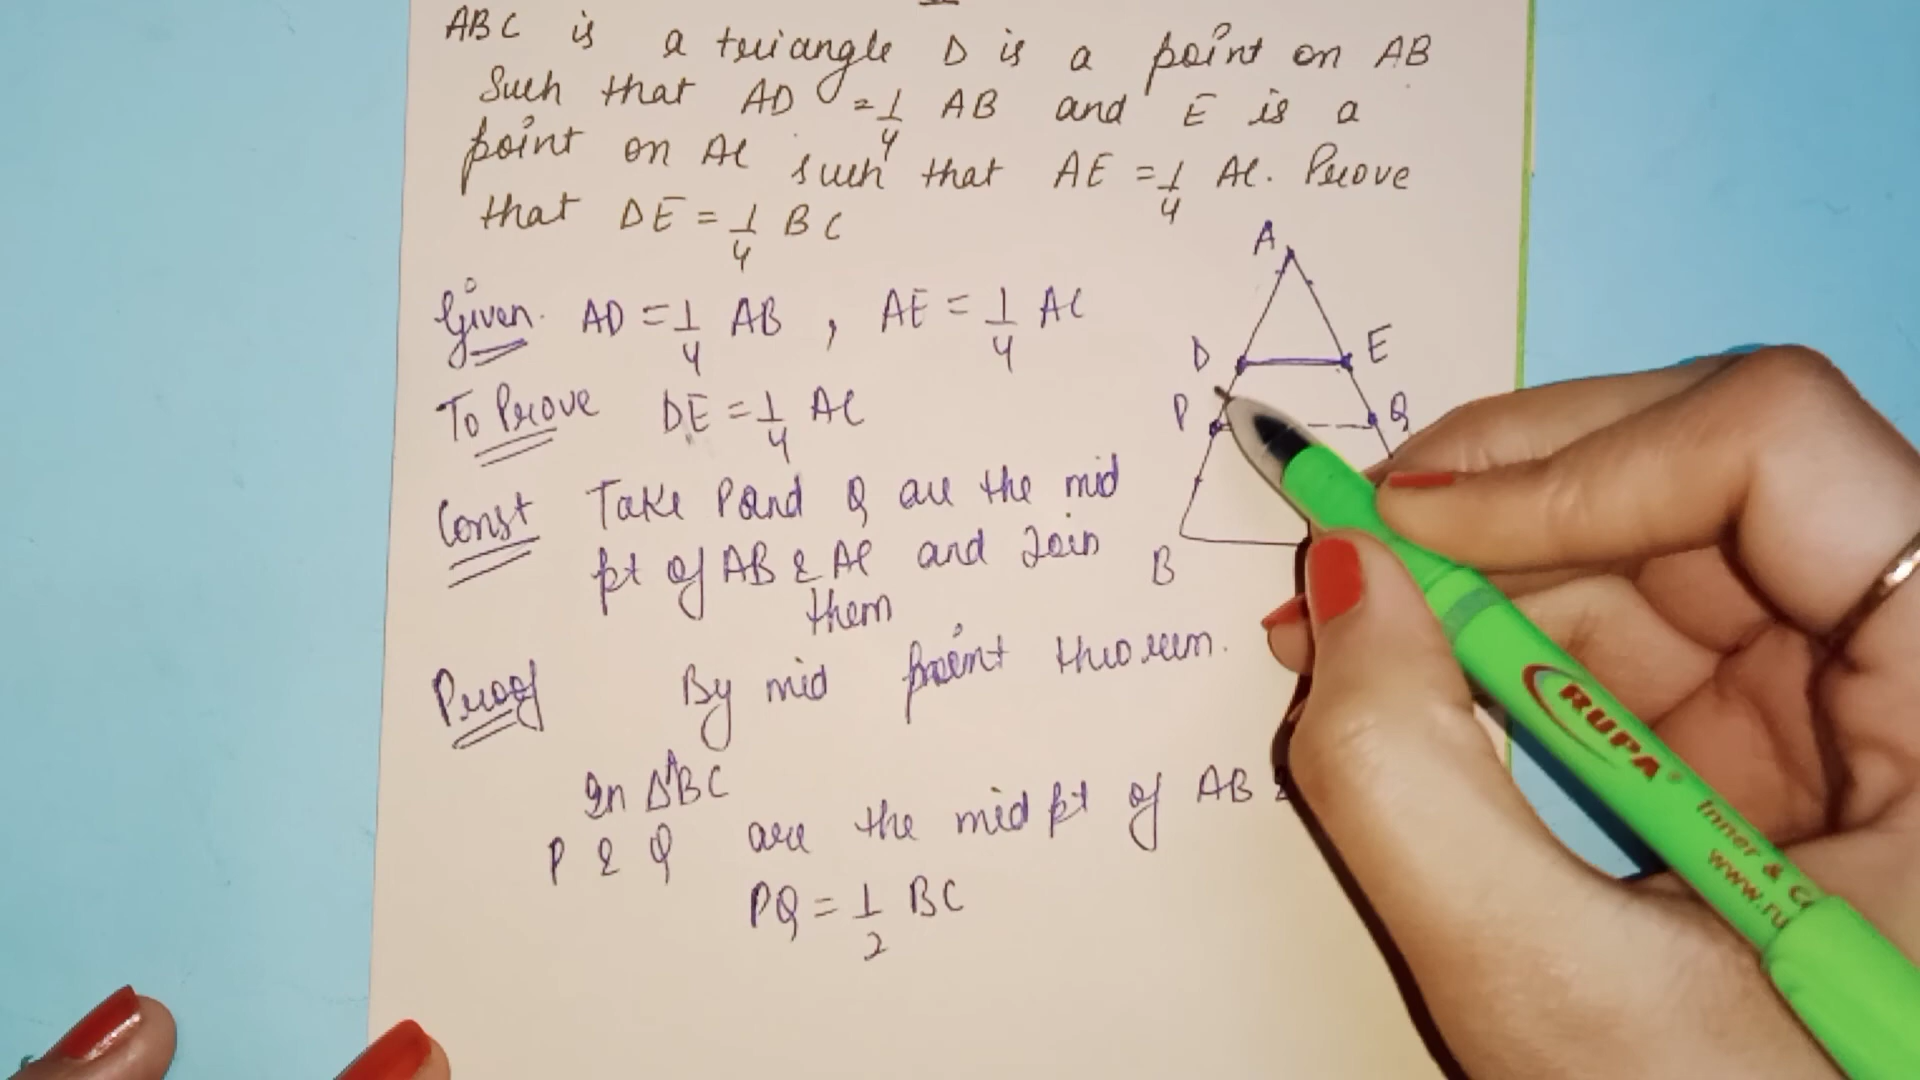 ABC is a triangle D is a point on AB
Such that AD = 1/4 AB and E is a
point on AC such that AE = 1/4 AC. Prove
that DE = 1/4 BC
Given. AD = 1/4 AB , AE = 1/4 AC
To Prove DE = 1/4 AC
Const Take P and Q are the mid
pt of AB & AC and Join
them
Proof By mid point theorem.
In ΔABC
P & Q are the mid pt of AB &
PQ = 1/2 BC
A
D E
P Q
B
RUPA
Inner &
www.ru